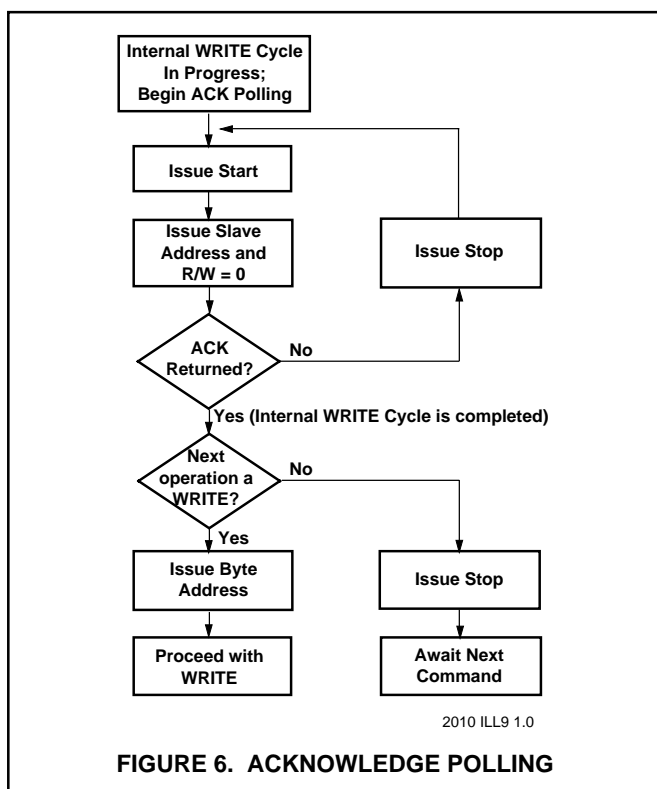 Internal WRITE Cycle
In Progress;
Begin ACK Polling
Issue Start
Issue Slave
Address and
R/W = 0
Issue Stop
ACK
Returned?
No
Yes (Internal WRITE Cycle is completed)
Next
operation a
WRITE?
No
Yes
Issue Byte
Address
Issue Stop
Proceed with
WRITE
Await Next
Command
2010 ILL9 1.0
FIGURE 6. ACKNOWLEDGE POLLING